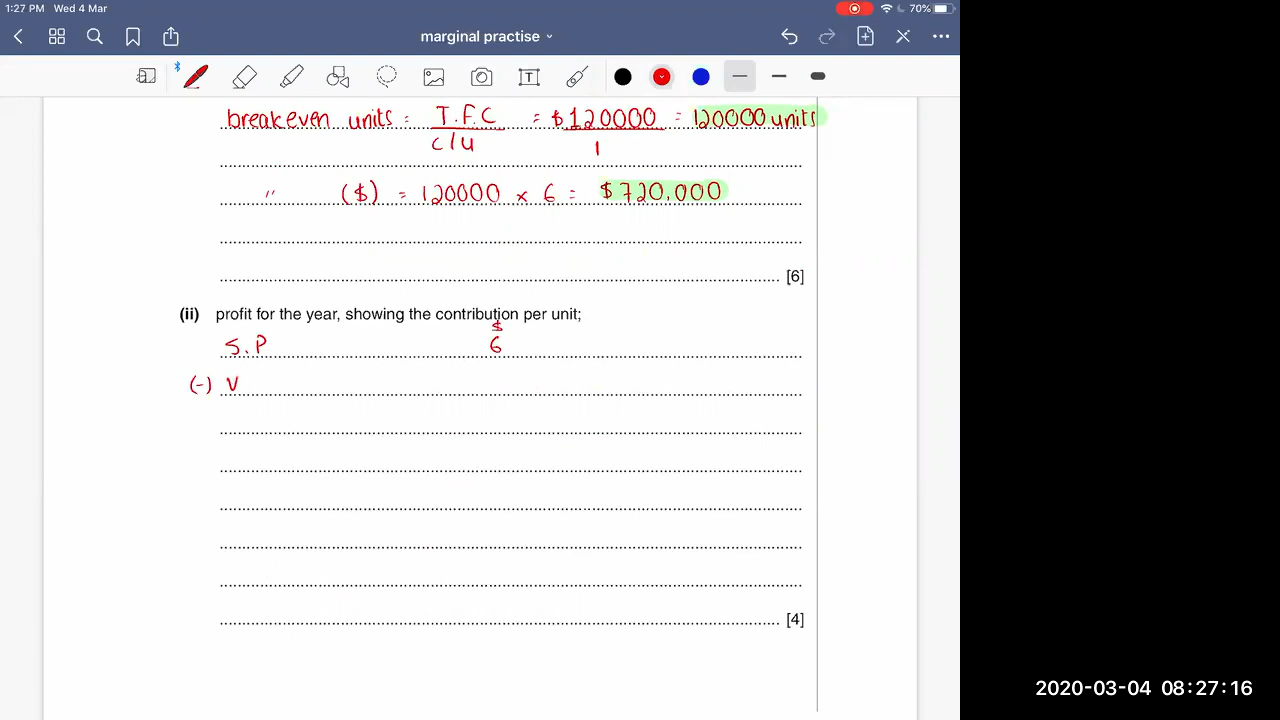 1:27 PM Wed 4 Mar
70%
marginal practise
T
breakeven units = T.F.C = $120000 = 120000 units
c/u 1
" ($) = 120000 × 6 = $720,000
[6]
(ii) profit for the year, showing the contribution per unit;
$
S.P 6
(-) V
[4]
2020-03-04 08:27:16